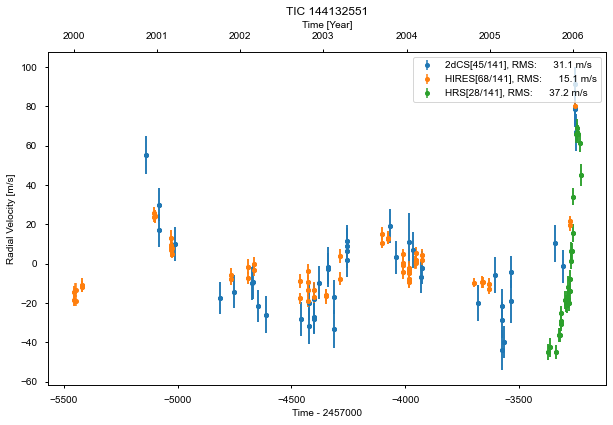 TIC 144132551
Time [Year]
2000 2001 2002 2003 2004 2005 2006
2dCS[45/141], RMS: 31.1 m/s
HIRES[68/141], RMS: 15.1 m/s
HRS[28/141], RMS: 37.2 m/s
Radial Velocity [m/s]
100
80
60
40
20
0
−20
−40
−60
−5500 −5000 −4500 −4000 −3500
Time - 2457000